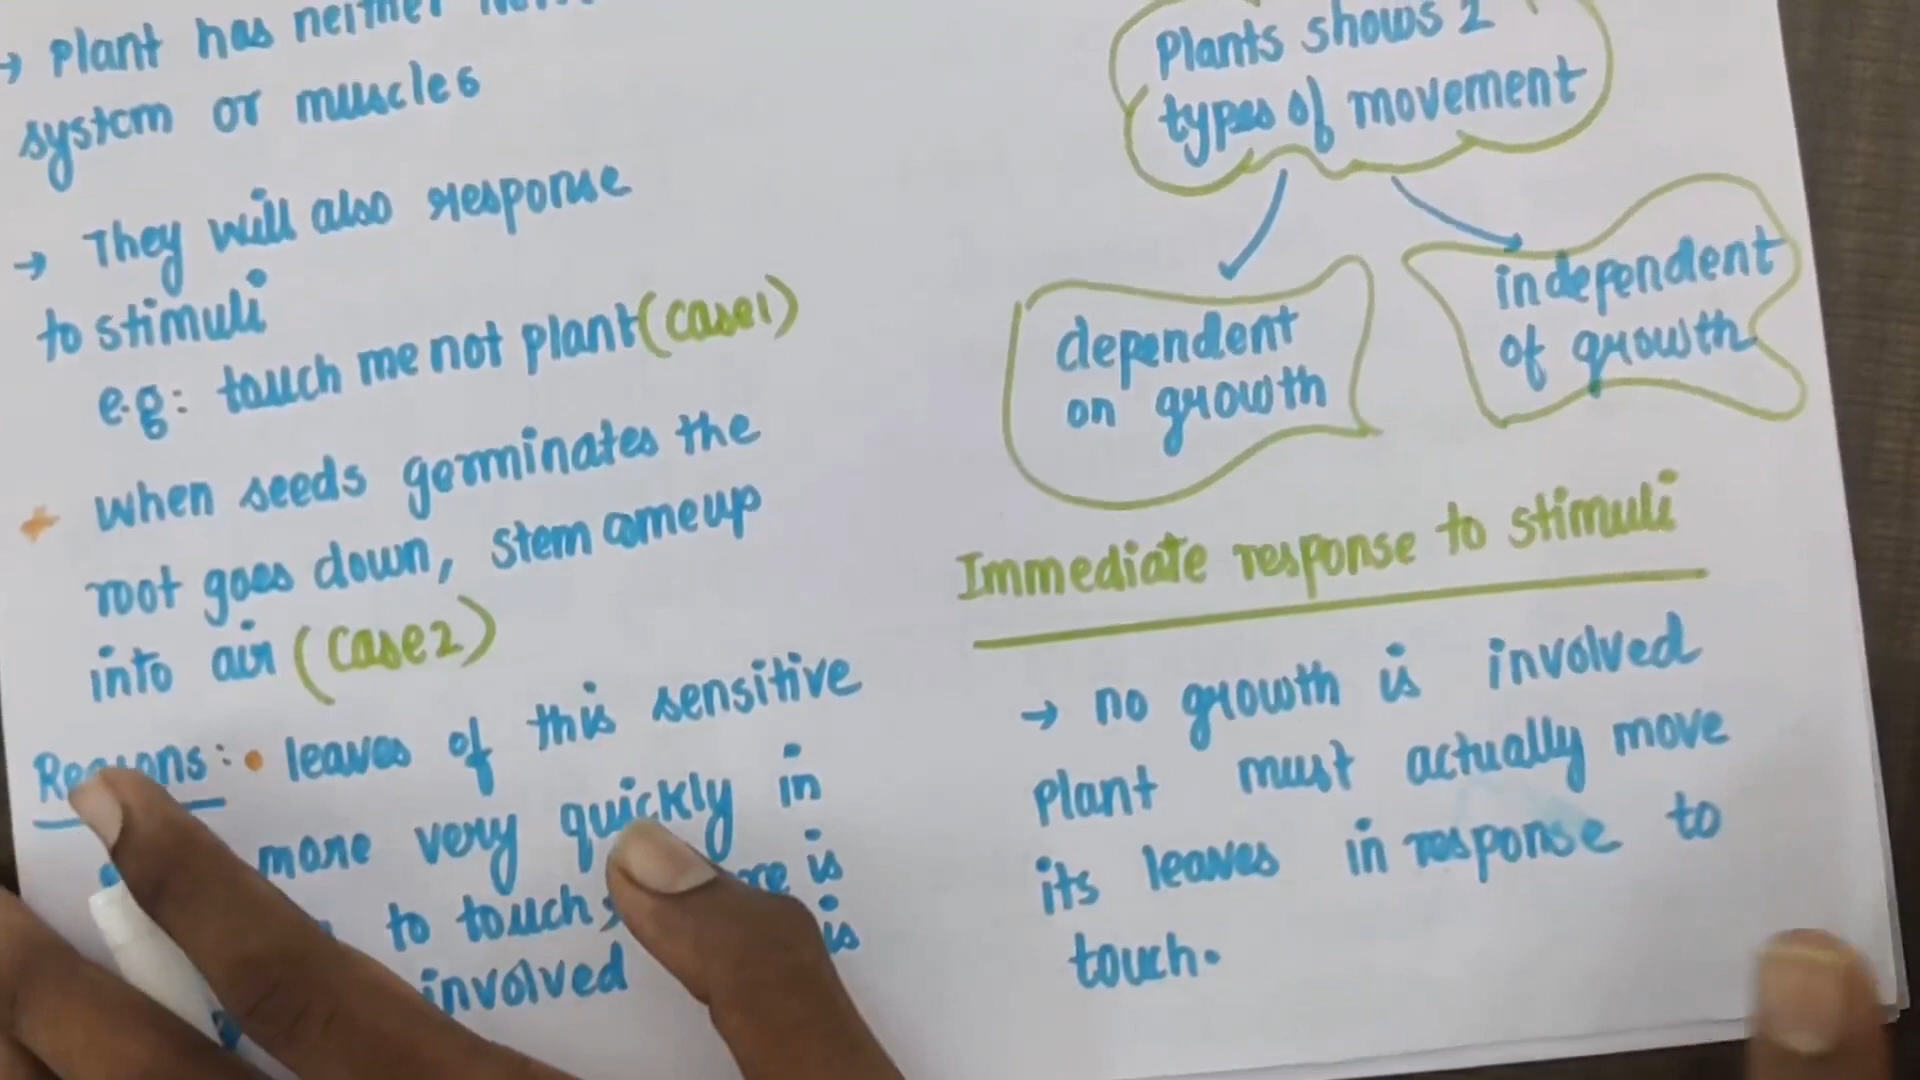 → plant has neither
system or muscles
→ They will also response
to stimuli
e.g: touch me not plant (case1)
when seeds germinates the
root goes down, stem comeup
into air (case2)
Reasons: • leaves of this sensitive
move very quickly in
to touch, is
involved is
Plants shows 2
types of movement
dependent
on growth
independent
of growth
Immediate response to stimuli
→ no growth is involved
plant must actually move
its leaves in response to
touch.